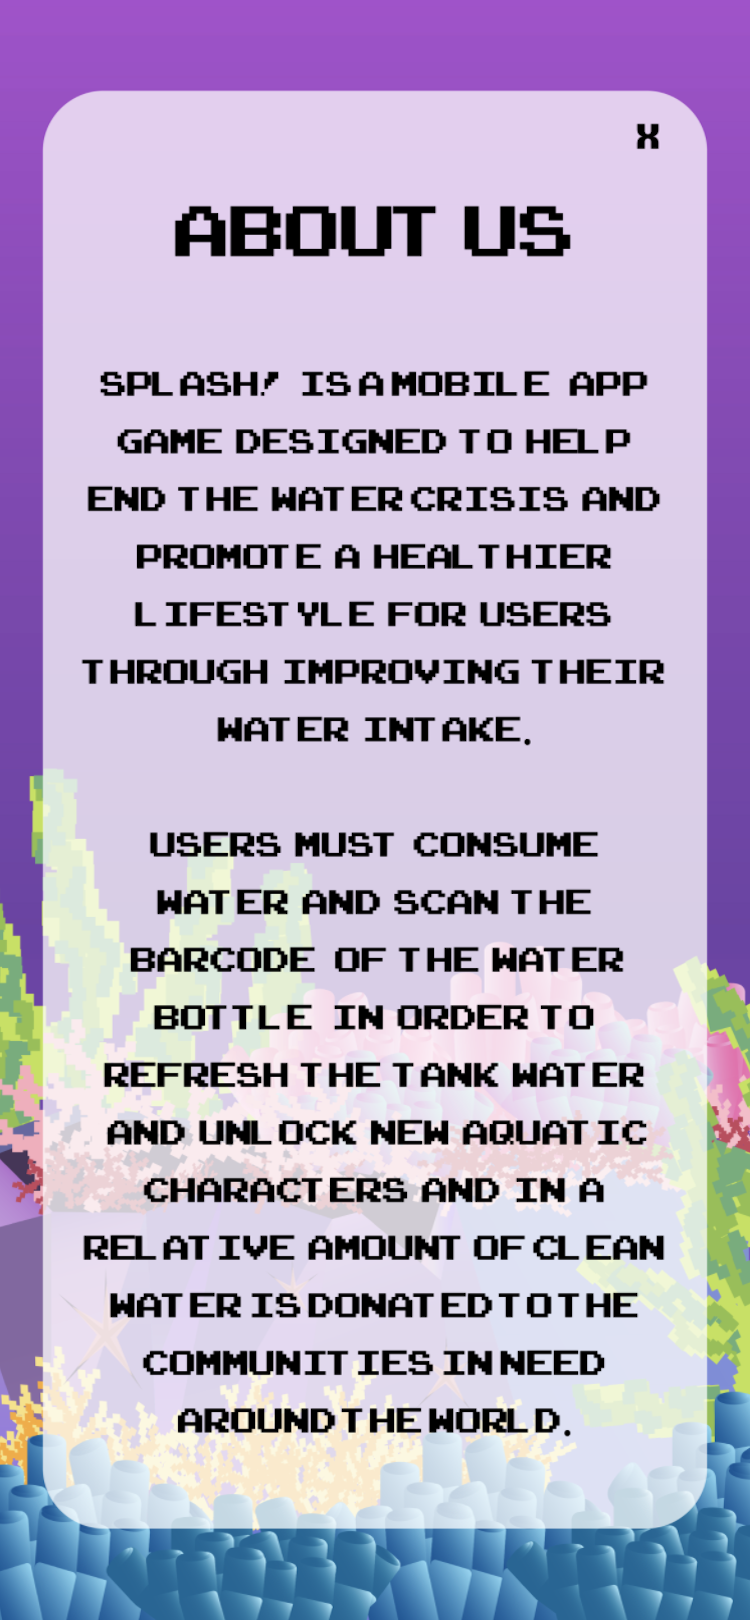 X
ABOUT US
SPLASH! IS A MOBILE APP
GAME DESIGNED TO HELP
END THE WATER CRISIS AND
PROMOTE A HEALTHIER
LIFESTYLE FOR USERS
THROUGH IMPROVING THEIR
WATER INTAKE.
USERS MUST CONSUME
WATER AND SCAN THE
BARCODE OF THE WATER
BOTTLE IN ORDER TO
REFRESH THE TANK WATER
AND UNLOCK NEW AQUATIC
CHARACTERS AND IN A
RELATIVE AMOUNT OF CLEAN
WATER IS DONATED TO THE
COMMUNITIES IN NEED
AROUND THE WORLD.